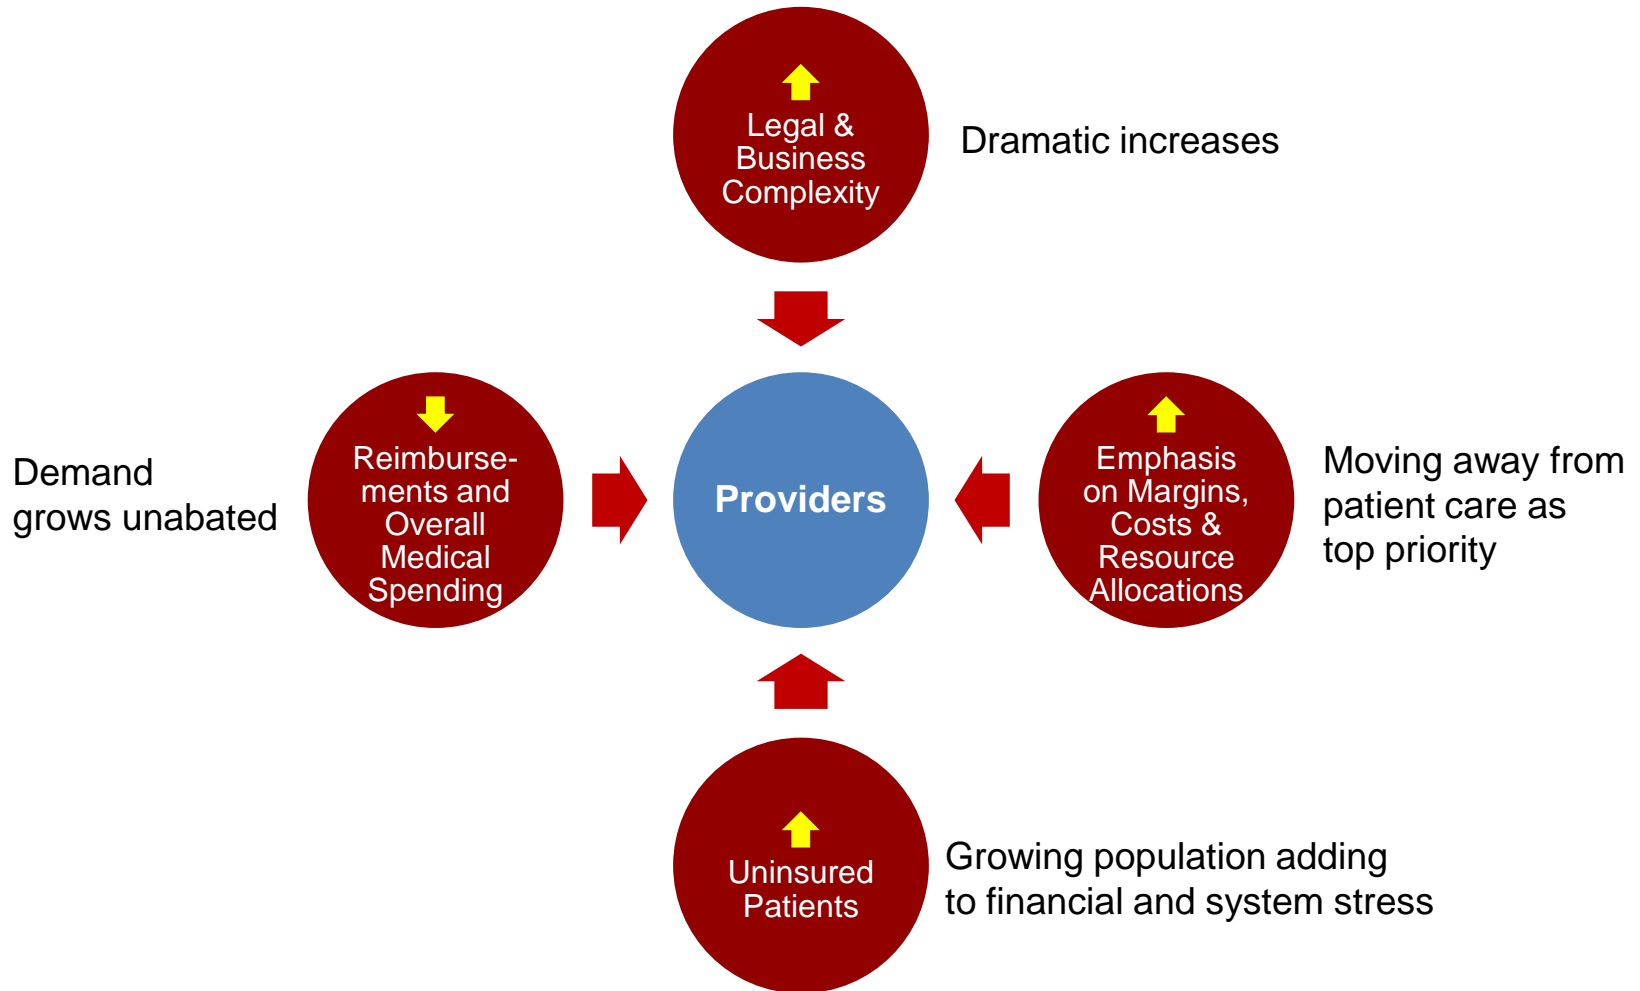 Legal &
Business
Complexity
Dramatic increases
Demand
grows unabated
Reimburse-
ments and
Overall
Medical
Spending
Providers
Emphasis
on Margins,
Costs &
Resource
Allocations
Moving away from
patient care as
top priority
Uninsured
Patients
Growing population adding
to financial and system stress